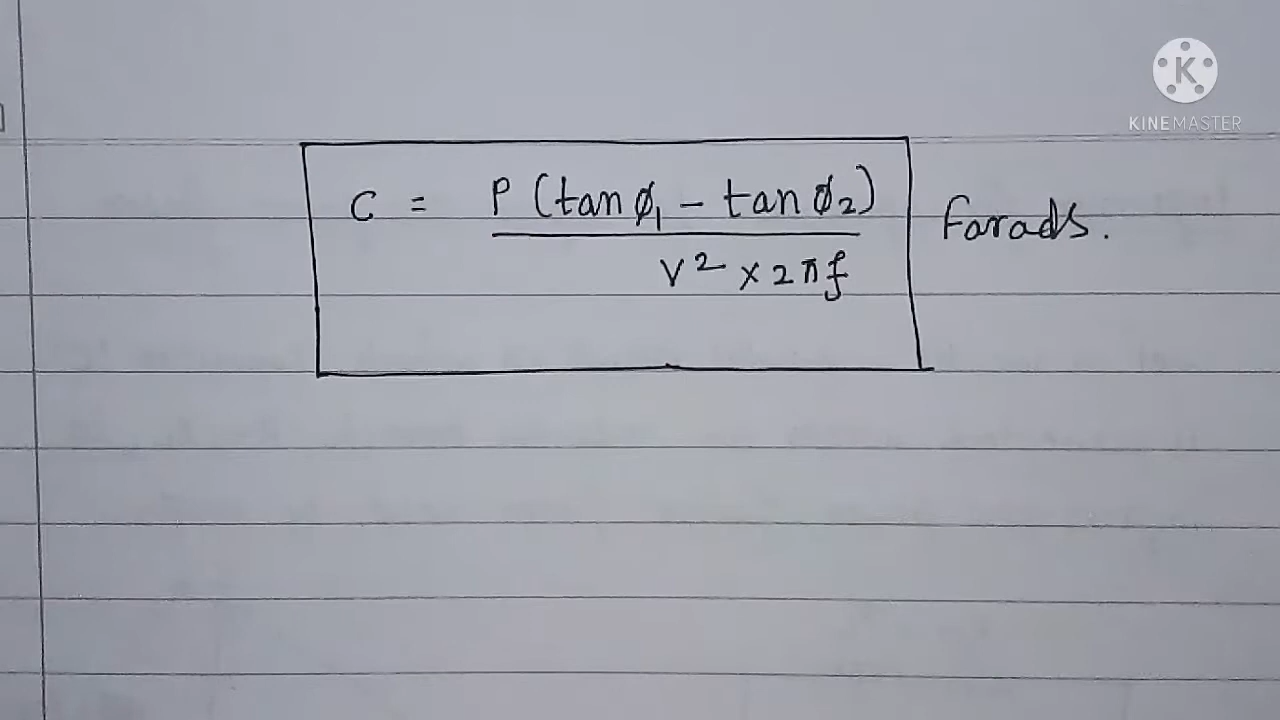 K
KINEMASTER
C = P (tan ϕ₁ - tan ϕ₂) / V² × 2πf Farads.